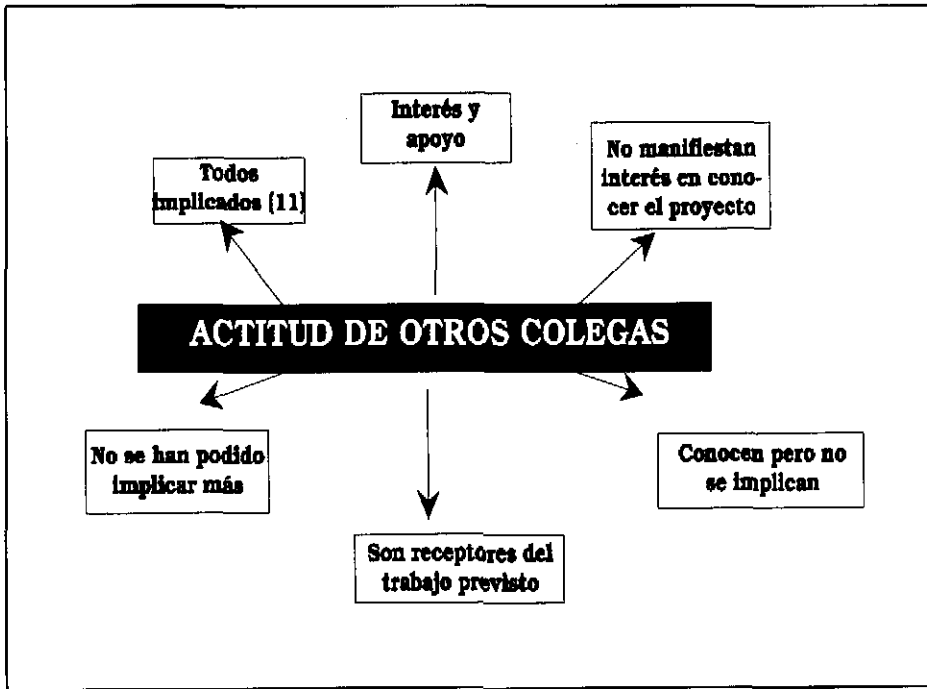 Interés y
apoyo
No manifiestan
interés en cono-
cer el proyecto
Todos
implicados (11)
ACTITUD DE OTROS COLEGAS
No se han podido
implicar más
Conocen pero no
se implican
Son receptores del
trabajo previsto